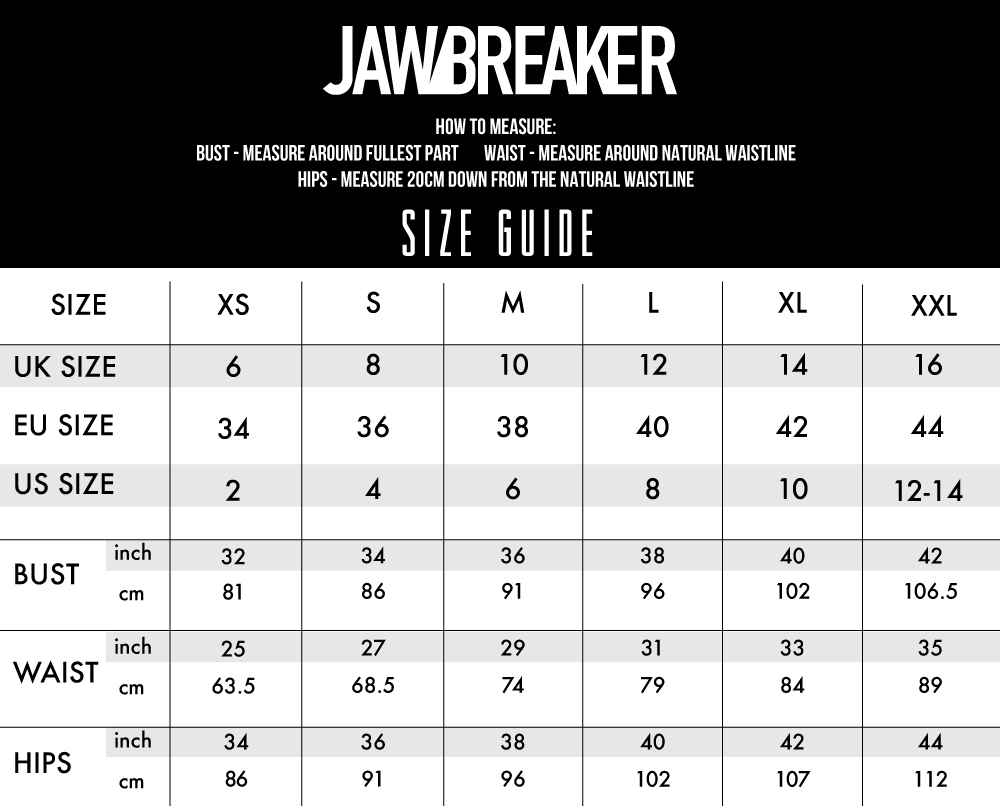 JAWBREAKER
HOW TO MEASURE:
BUST - MEASURE AROUND FULLEST PART WAIST - MEASURE AROUND NATURAL WAISTLINE
HIPS - MEASURE 20CM DOWN FROM THE NATURAL WAISTLINE
SIZE GUIDE
SIZE XS S M L XL XXL
UK SIZE 6 8 10 12 14 16
EU SIZE 34 36 38 40 42 44
US SIZE 2 4 6 8 10 12-14
BUST
inch 32 34 36 38 40 42
cm 81 86 91 96 102 106.5
WAIST
inch 25 27 29 31 33 35
cm 63.5 68.5 74 79 84 89
HIPS
inch 34 36 38 40 42 44
cm 86 91 96 102 107 112